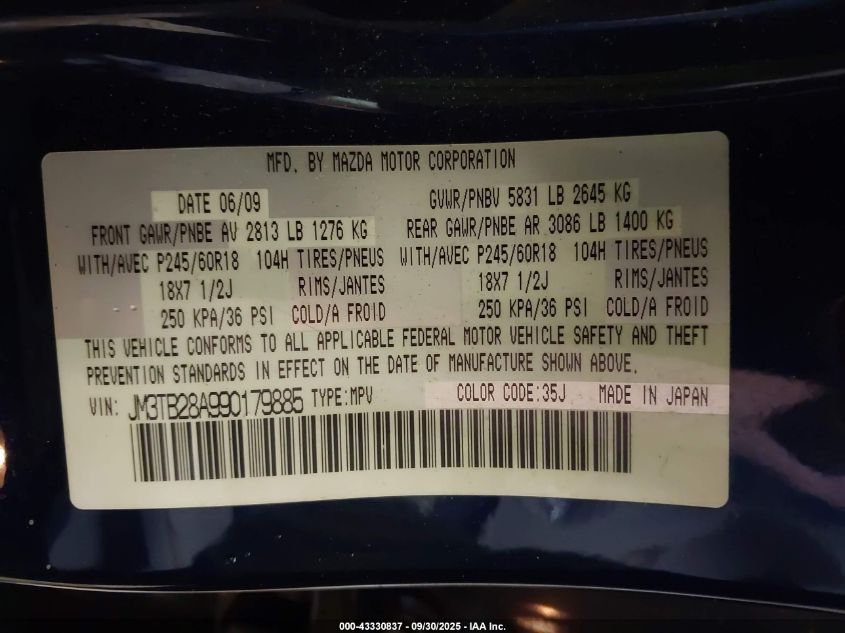 MFD. BY MAZDA MOTOR CORPORATION
DATE 06/09 GVWR/PNBV 5831 LB 2645 KG
FRONT GAWR/PNBE AV 2813 LB 1276 KG REAR GAWR/PNBE AR 3086 LB 1400 KG
WITH/AVEC P245/60R18 104H TIRES/PNEUS WITH/AVEC P245/60R18 104H TIRES/PNEUS
18X7 1/2J RIMS/JANTES 18X7 1/2J RIMS/JANTES
250 KPA/36 PSI COLD/A FROID 250 KPA/36 PSI COLD/A FROID
THIS VEHICLE CONFORMS TO ALL APPLICABLE FEDERAL MOTOR VEHICLE SAFETY AND THEFT
PREVENTION STANDARDS IN EFFECT ON THE DATE OF MANUFACTURE SHOWN ABOVE.
VIN: JM3TB28A990179885 TYPE:MPV COLOR CODE:35J MADE IN JAPAN
000-43330837 - 09/30/2025 - IAA Inc.